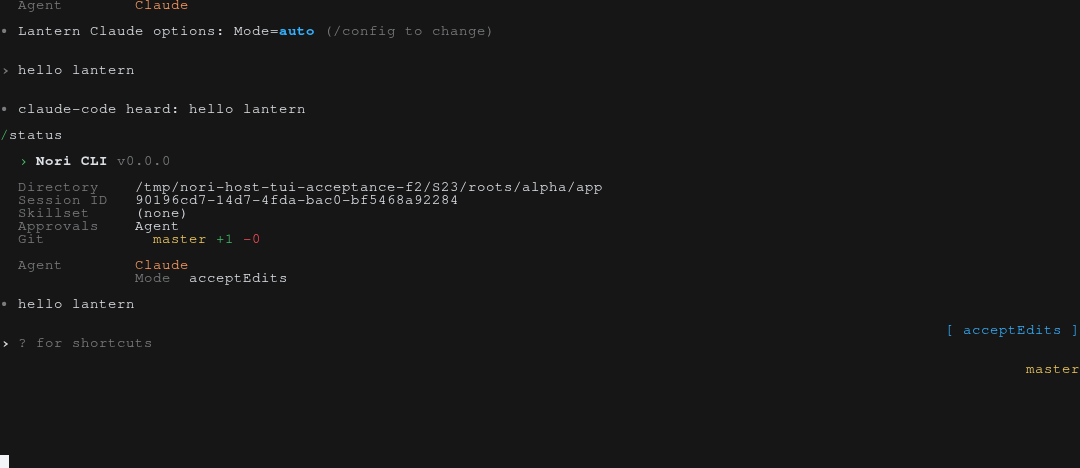 Agent Claude
• Lantern Claude options: Mode=auto (/config to change)
› hello lantern
• claude-code heard: hello lantern
/status
› Nori CLI v0.0.0
Directory /tmp/nori-host-tui-acceptance-f2/S23/roots/alpha/app
Session ID 90196cd7-14d7-4fda-bac0-bf5468a92284
Skillset (none)
Approvals Agent
Git master +1 -0
Agent Claude
Mode acceptEdits
• hello lantern
[ acceptEdits ]
› ? for shortcuts
master